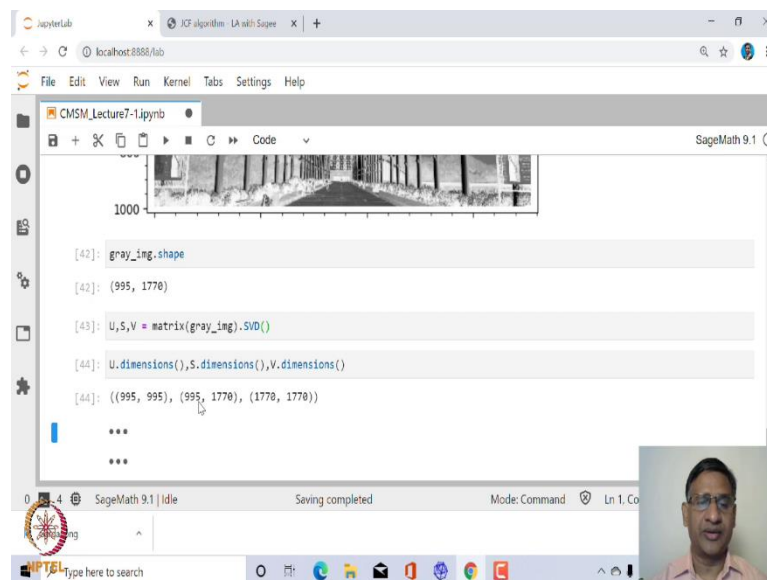 JupyterLab
JCF algorithm - LA with Sagee
localhost:8888/lab
File Edit View Run Kernel Tabs Settings Help
CMSM_Lecture7-1.ipynb
Code
SageMath 9.1
1000
[42]: gray_img.shape
[42]: (995, 1770)
[43]: U,S,V = matrix(gray_img).SVD()
[44]: U.dimensions(),S.dimensions(),V.dimensions()
[44]: ((995, 995), (995, 1770), (1770, 1770))
0 4 SageMath 9.1 | Idle Saving completed Mode: Command Ln 1, Co
NPTEL Type here to search